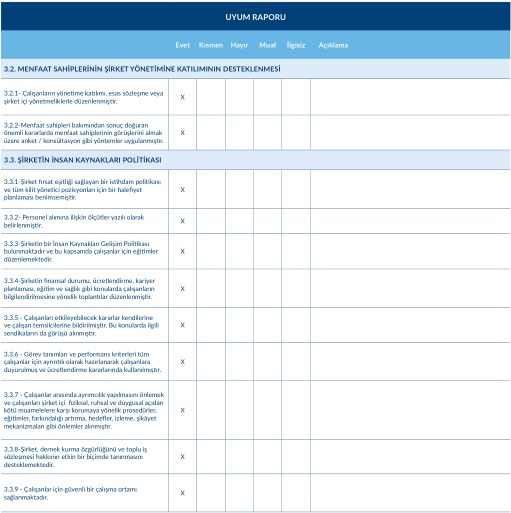 UYUM RAPORU
Evet Kısmen Hayır Muaf İlgisiz Açıklama
3.2. MENFAAT SAHİPLERİNİN ŞİRKET YÖNETİMİNE KATILIMININ DESTEKLENMESİ
3.2.1- Çalışanların yönetime katılımı, esas sözleşme veya
şirket içi yönetmeliklerle düzenlenmiştir.
X
3.2.2-Menfaat sahipleri bakımından sonuç doğuran
önemli kararlarda menfaat sahiplerinin görüşlerini almak
üzere anket / konsültasyon gibi yöntemler uygulanmıştır.
X
3.3. ŞİRKETİN İNSAN KAYNAKLARI POLİTİKASI
3.3.1-Şirket fırsat eşitliği sağlayan bir istihdam politikası
ve tüm kilit yönetici pozisyonları için bir halefiyet
planlaması benimsemiştir.
X
3.3.2- Personel alımına ilişkin ölçütler yazılı olarak
belirlenmiştir.
X
3.3.3-Şirketin bir İnsan Kaynakları Gelişim Politikası
bulunmaktadır ve bu kapsamda çalışanlar için eğitimler
düzenlemektedir.
X
3.3.4-Şirketin finansal durumu, ücretlendirme, kariyer
planlaması, eğitim ve sağlık gibi konularda çalışanların
bilgilendirilmesine yönelik toplantılar düzenlenmiştir.
X
3.3.5 - Çalışanları etkileyebilecek kararlar kendilerine
ve çalışan temsilcilerine bildirilmiştir. Bu konularda ilgili
sendikaların da görüşü alınmıştır.
X
3.3.6 - Görev tanımları ve performans kriterleri tüm
çalışanlar için ayrıntılı olarak hazırlanarak çalışanlara
duyurulmuş ve ücretlendirme kararlarında kullanılmıştır.
X
3.3.7 - Çalışanlar arasında ayrımcılık yapılmasını önlemek
ve çalışanları şirket içi fiziksel, ruhsal ve duygusal açıdan
kötü muamelelere karşı korumaya yönelik prosedürler,
eğitimler, farkındalığı artırma, hedefler, izleme, şikâyet
mekanizmaları gibi önlemler alınmıştır.
X
3.3.8-Şirket, dernek kurma özgürlüğünü ve toplu iş
sözleşmesi hakkının etkin bir biçimde tanınmasını
desteklemektedir.
X
3.3.9 - Çalışanlar için güvenli bir çalışma ortamı
sağlanmaktadır.
X